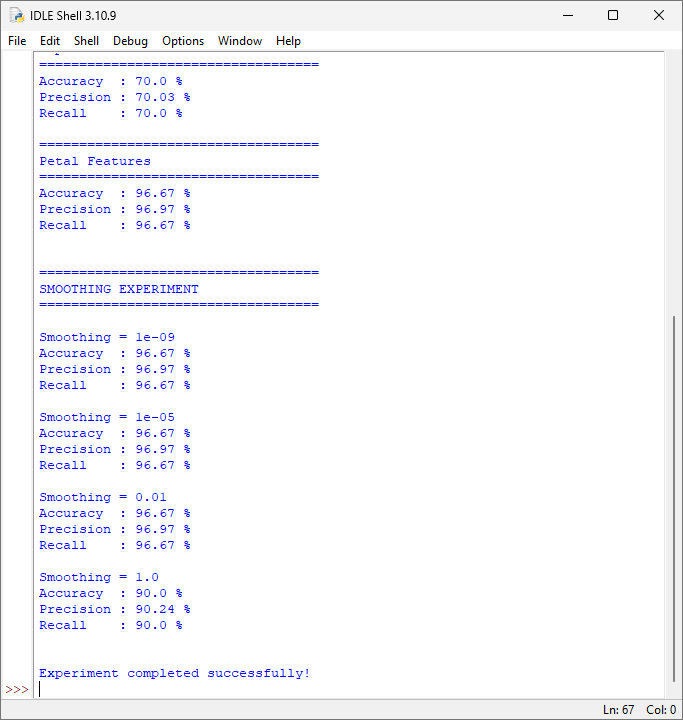 IDLE Shell 3.10.9
File Edit Shell Debug Options Window Help
===================================
Accuracy  : 70.0 %
Precision : 70.03 %
Recall    : 70.0 %
===================================
Petal Features
===================================
Accuracy  : 96.67 %
Precision : 96.97 %
Recall    : 96.67 %
===================================
SMOOTHING EXPERIMENT
===================================
Smoothing = 1e-09
Accuracy  : 96.67 %
Precision : 96.97 %
Recall    : 96.67 %
Smoothing = 1e-05
Accuracy  : 96.67 %
Precision : 96.97 %
Recall    : 96.67 %
Smoothing = 0.01
Accuracy  : 96.67 %
Precision : 96.97 %
Recall    : 96.67 %
Smoothing = 1.0
Accuracy  : 90.0 %
Precision : 90.24 %
Recall    : 90.0 %
Experiment completed successfully!
>>>
Ln: 67 Col: 0